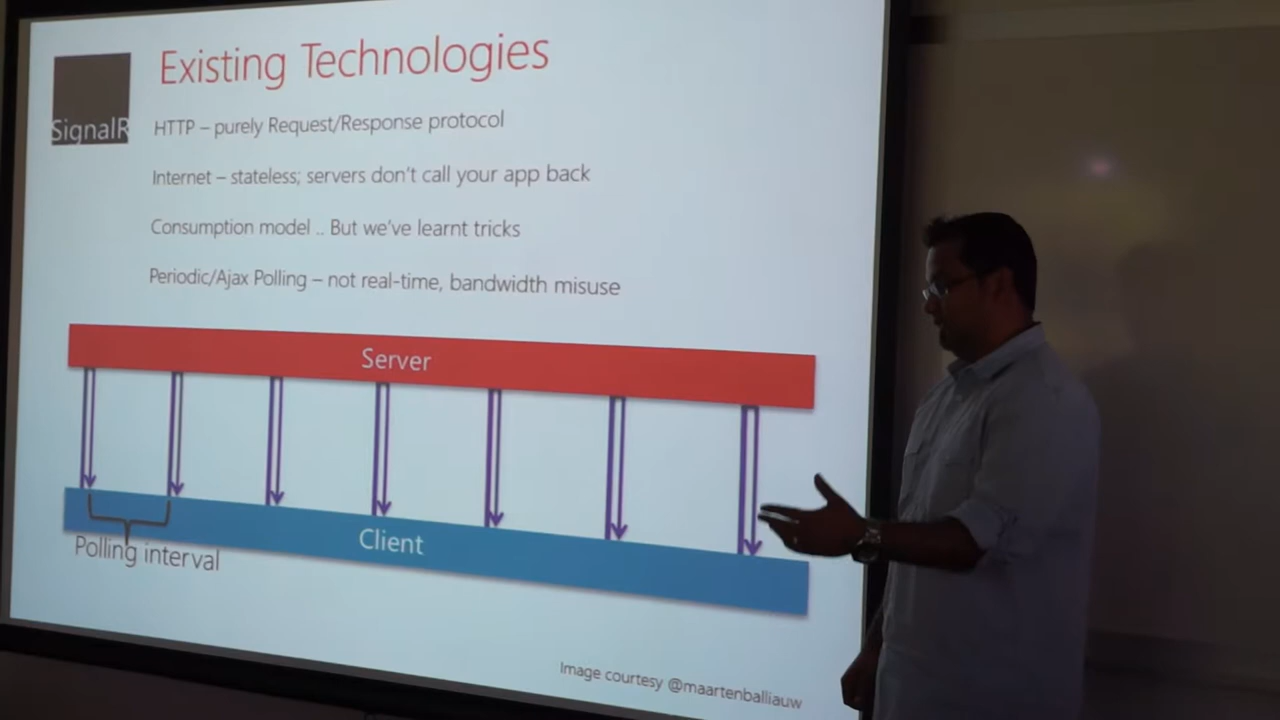 Existing Technologies
SignalR
HTTP – purely Request/Response protocol
Internet – stateless; servers don't call your app back
Consumption model .. But we've learnt tricks
Periodic/Ajax Polling – not real-time, bandwidth misuse
Server
Client
Polling interval
Image courtesy @maartenballiauw